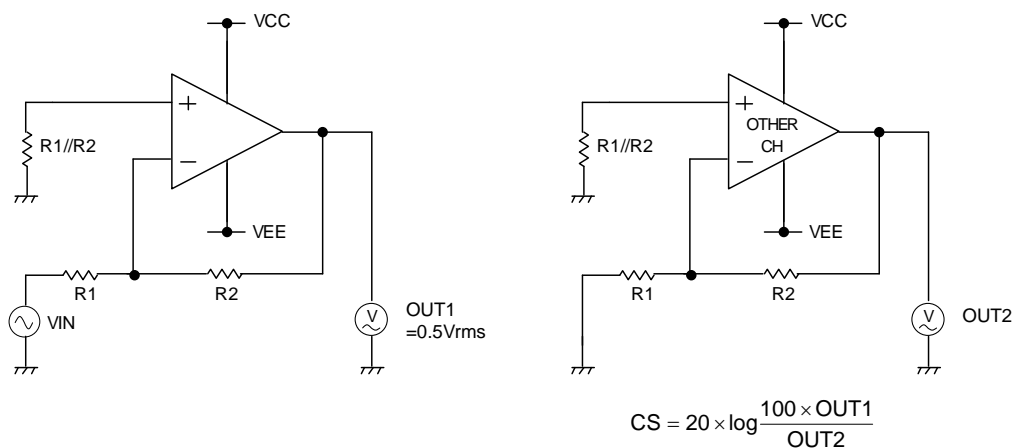 VCC
R1//R2
+
−
VEE
R1
R2
VIN
V
OUT1
=0.5Vrms
VCC
R1//R2
+
−
OTHER
CH
VEE
R1
R2
V
OUT2
CS = 20 × log 100 × OUT1 / OUT2